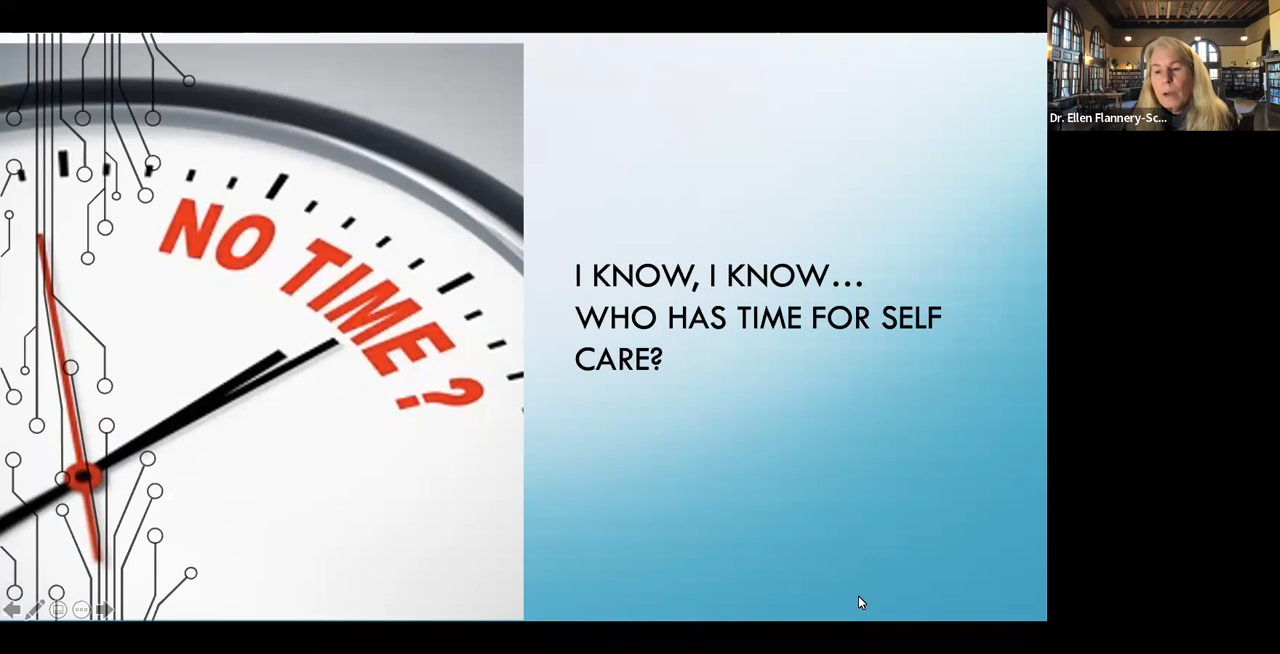 NO TIME?
I KNOW, I KNOW...
WHO HAS TIME FOR SELF
CARE?
Dr. Ellen Flannery-Sc...